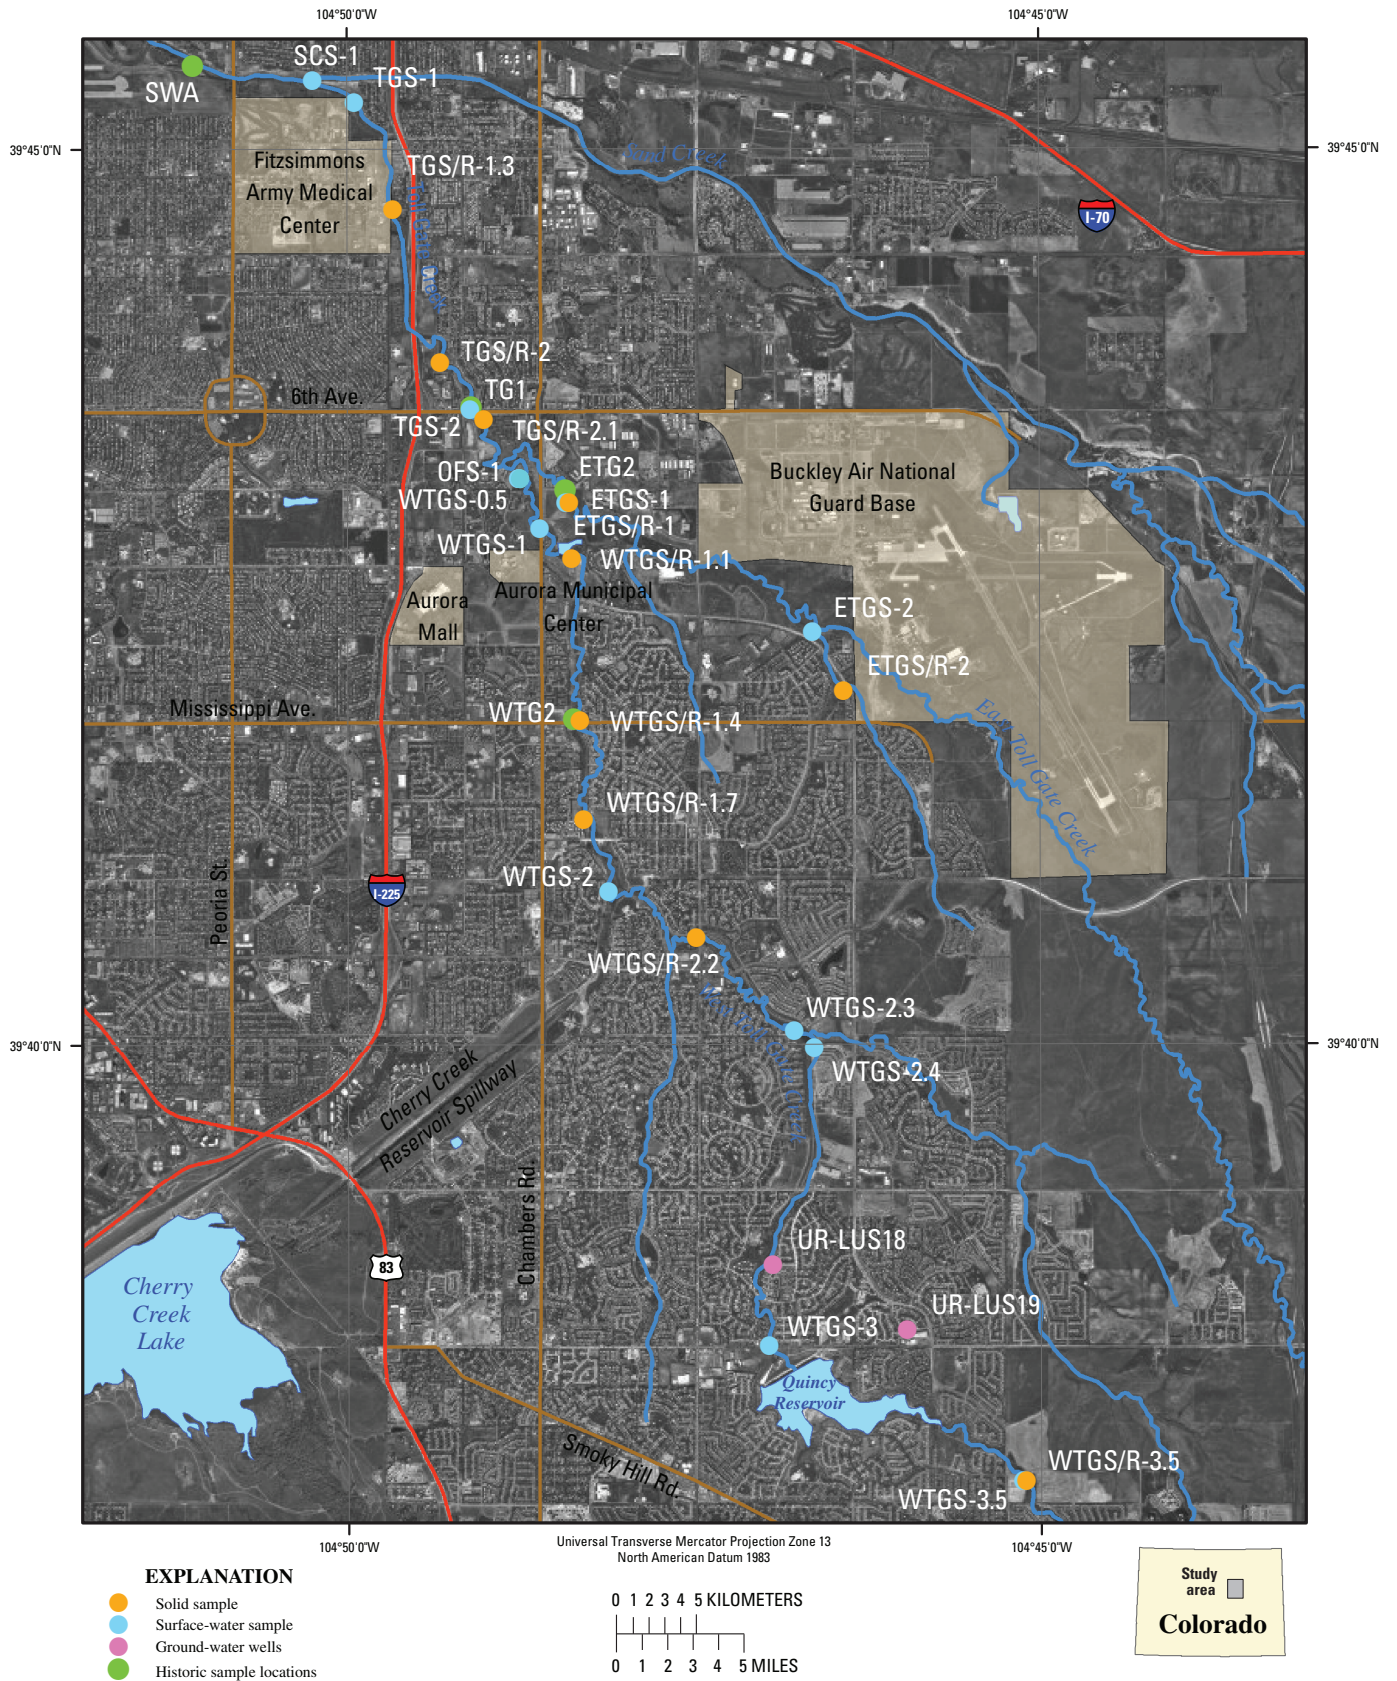 104°50'0"W
104°45'0"W
SCS-1
TGS-1
SWA
39°45'0"N
39°45'0"N
Sand Creek
Fitzsimmons
Army Medical
Center
TGS/R-1.3
I-70
Toll Gate Creek
TGS/R-2
TG1
6th Ave.
TGS-2
TGS/R-2.1
OFS-1
ETG2
WTGS-0.5
ETGS-1
ETGS/R-1
WTGS-1
WTGS/R-1.1
Buckley Air National
Guard Base
Aurora
Mall
Aurora Municipal
Center
ETGS-2
ETGS/R-2
Mississippi Ave.
WTG2
WTGS/R-1.4
East Toll Gate Creek
WTGS/R-1.7
WTGS-2
I-225
Peoria St.
WTGS/R-2.2
West Toll Gate Creek
WTGS-2.3
WTGS-2.4
39°40'0"N
39°40'0"N
Cherry Creek
Reservoir Spillway
Chambers Rd.
UR-LUS18
83
UR-LUS19
Cherry
Creek
Lake
WTGS-3
Quincy
Reservoir
Smoky Hill Rd.
WTGS/R-3.5
WTGS-3.5
104°50'0"W
104°45'0"W
Universal Transverse Mercator Projection Zone 13
North American Datum 1983
EXPLANATION
Solid sample
Surface-water sample
Ground-water wells
Historic sample locations
0 1 2 3 4 5 KILOMETERS
0 1 2 3 4 5 MILES
Study
area
Colorado